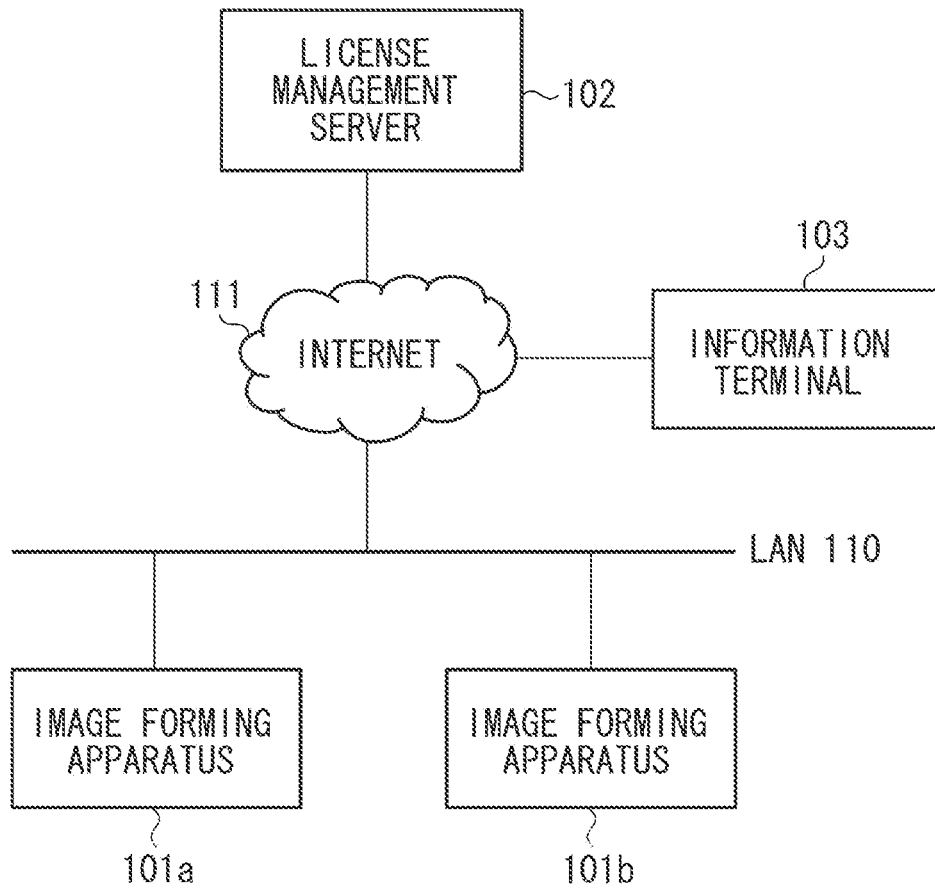 LICENSE
MANAGEMENT
SERVER
102
103
111
INTERNET
INFORMATION
TERMINAL
LAN 110
IMAGE FORMING
APPARATUS
IMAGE FORMING
APPARATUS
101a
101b